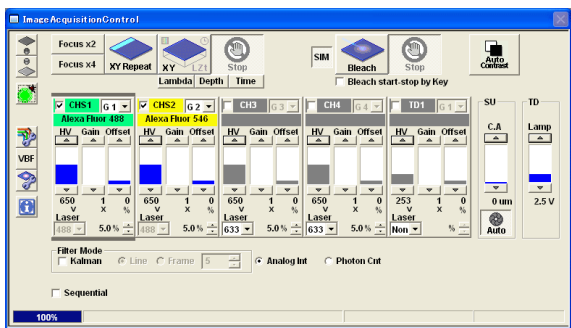 ImageAcquisitionControl
Focus x2
Focus x4
XY Repeat
XY
LZt
Stop
Lambda Depth Time
SIM
Bleach
Stop
Bleach start-stop by Key
Auto
Contrast
VBF
CHS1 G 1
Alexa Fluor 488
HV Gain Offset
650 1 0
V X %
Laser
488 5.0 %
CHS2 G 2
Alexa Fluor 546
HV Gain Offset
650 1 0
V X %
Laser
488 5.0 %
CH3 G 3
HV Gain Offset
650 1 0
V X %
Laser
633 5.0 %
CH4 G 4
HV Gain Offset
650 1 0
V X %
Laser
633 5.0 %
TD1 G 1
HV Gain Offset
253 1 0
V X %
Laser
Non %
SU
C.A
0 um
Auto
TD
Lamp
2.5 V
Filter Mode
Kalman Line Frame 5 Analog Int Photon Cnt
Sequential
100%